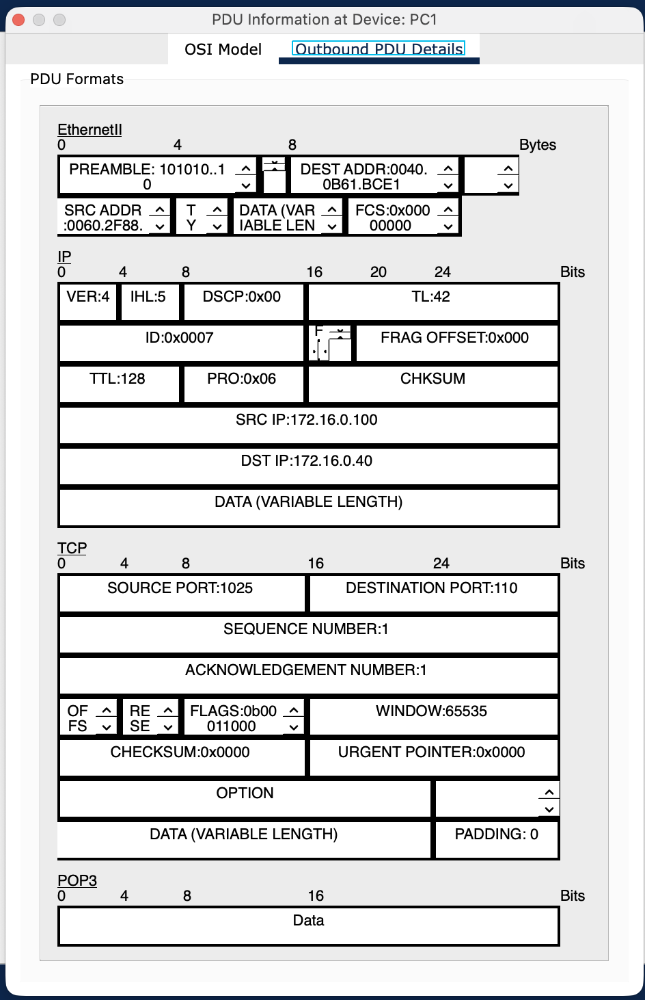 PDU Information at Device: PC1
OSI Model Outbound PDU Details
PDU Formats
EthernetII
0 4 8 Bytes
PREAMBLE: 101010..1 DEST ADDR:0040.
0 0B61.BCE1
SRC ADDR T DATA (VAR FCS:0x000
:0060.2F88. Y IABLE LEN 00000
IP
0 4 8 16 20 24 Bits
VER:4 IHL:5 DSCP:0x00 TL:42
ID:0x0007 F FRAG OFFSET:0x000
TTL:128 PRO:0x06 CHKSUM
SRC IP:172.16.0.100
DST IP:172.16.0.40
DATA (VARIABLE LENGTH)
TCP
0 4 8 16 24 Bits
SOURCE PORT:1025 DESTINATION PORT:110
SEQUENCE NUMBER:1
ACKNOWLEDGEMENT NUMBER:1
OF RE FLAGS:0b00 WINDOW:65535
FS SE 011000
CHECKSUM:0x0000 URGENT POINTER:0x0000
OPTION
DATA (VARIABLE LENGTH) PADDING: 0
POP3
0 4 8 16 Bits
Data